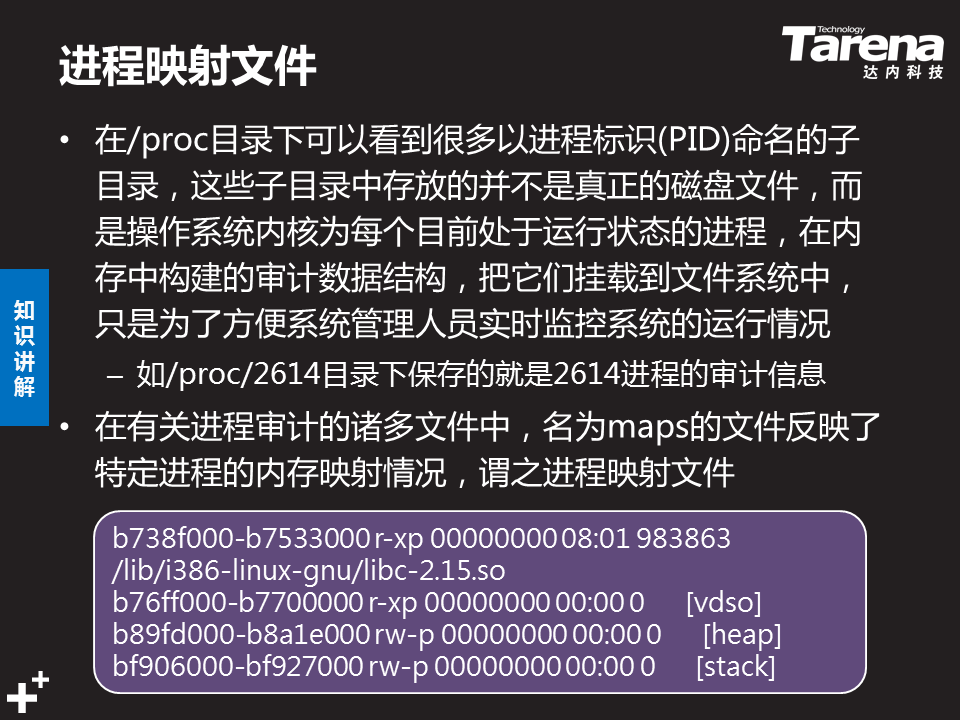 进程映射文件
Technology
Tarena
达内科技
• 在/proc目录下可以看到很多以进程标识(PID)命名的子
目录，这些子目录中存放的并不是真正的磁盘文件，而
是操作系统内核为每个目前处于运行状态的进程，在内
存中构建的审计数据结构，把它们挂载到文件系统中，
只是为了方便系统管理人员实时监控系统的运行情况
– 如/proc/2614目录下保存的就是2614进程的审计信息
• 在有关进程审计的诸多文件中，名为maps的文件反映了
特定进程的内存映射情况，谓之进程映射文件
知
识
讲
解
b738f000-b7533000 r-xp 00000000 08:01 983863
/lib/i386-linux-gnu/libc-2.15.so
b76ff000-b7700000 r-xp 00000000 00:00 0 [vdso]
b89fd000-b8a1e000 rw-p 00000000 00:00 0 [heap]
bf906000-bf927000 rw-p 00000000 00:00 0 [stack]